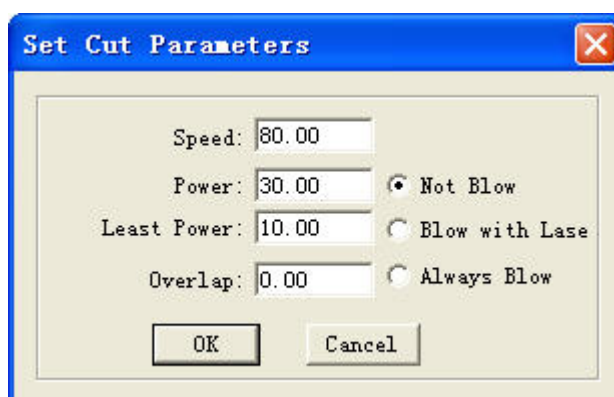 Set Cut Parameters
Speed: 80.00
Power: 30.00 Not Blow
Least Power: 10.00 Blow with Lase
Overlap: 0.00 Always Blow
OK Cancel